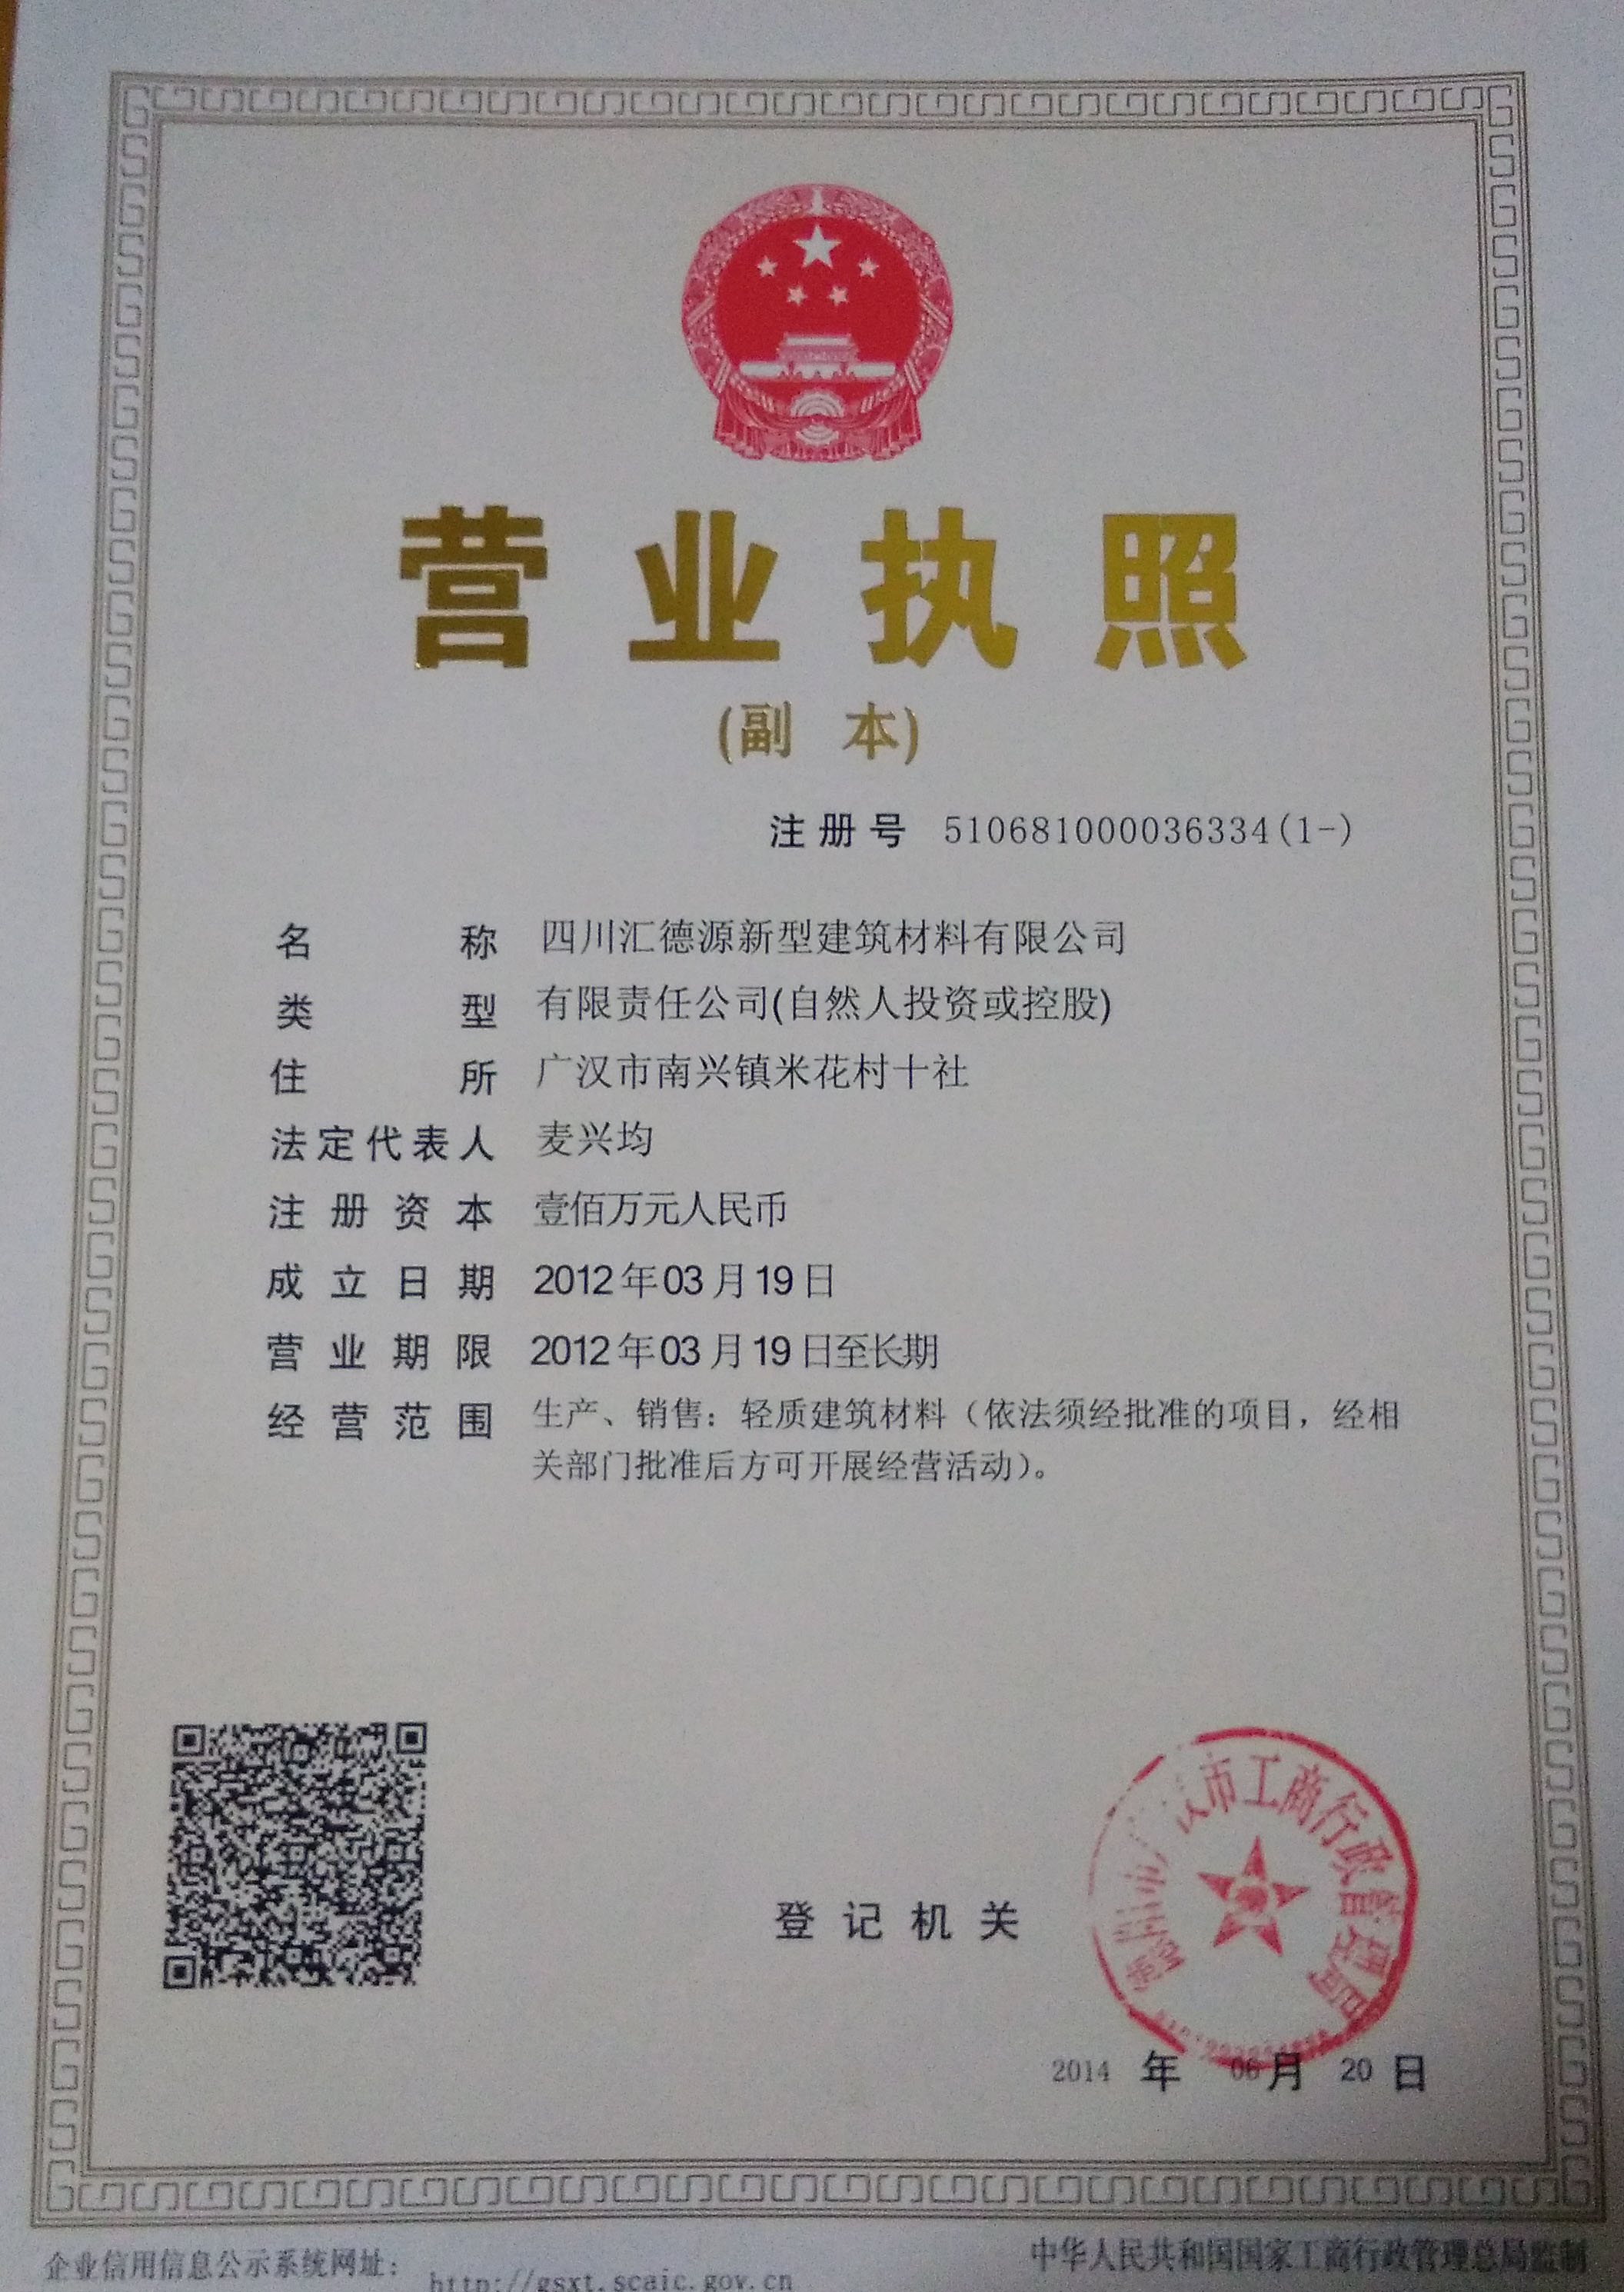 营业执照
(副 本)
注册号 510681000036334(1-)
名称 四川汇德源新型建筑材料有限公司
类型 有限责任公司(自然人投资或控股)
住所 广汉市南兴镇米花村十社
法定代表人 麦兴均
注册资本 壹佰万元人民币
成立日期 2012年03月19日
营业期限 2012年03月19日至长期
经营范围 生产、销售：轻质建筑材料（依法须经批准的项目，经相
关部门批准后方可开展经营活动）。
市工商行政管理局
登记机关
2014 年 06 月 20 日
企业信用信息公示系统网址：
http://gsxt.scaic.gov.cn
中华人民共和国国家工商行政管理总局监制